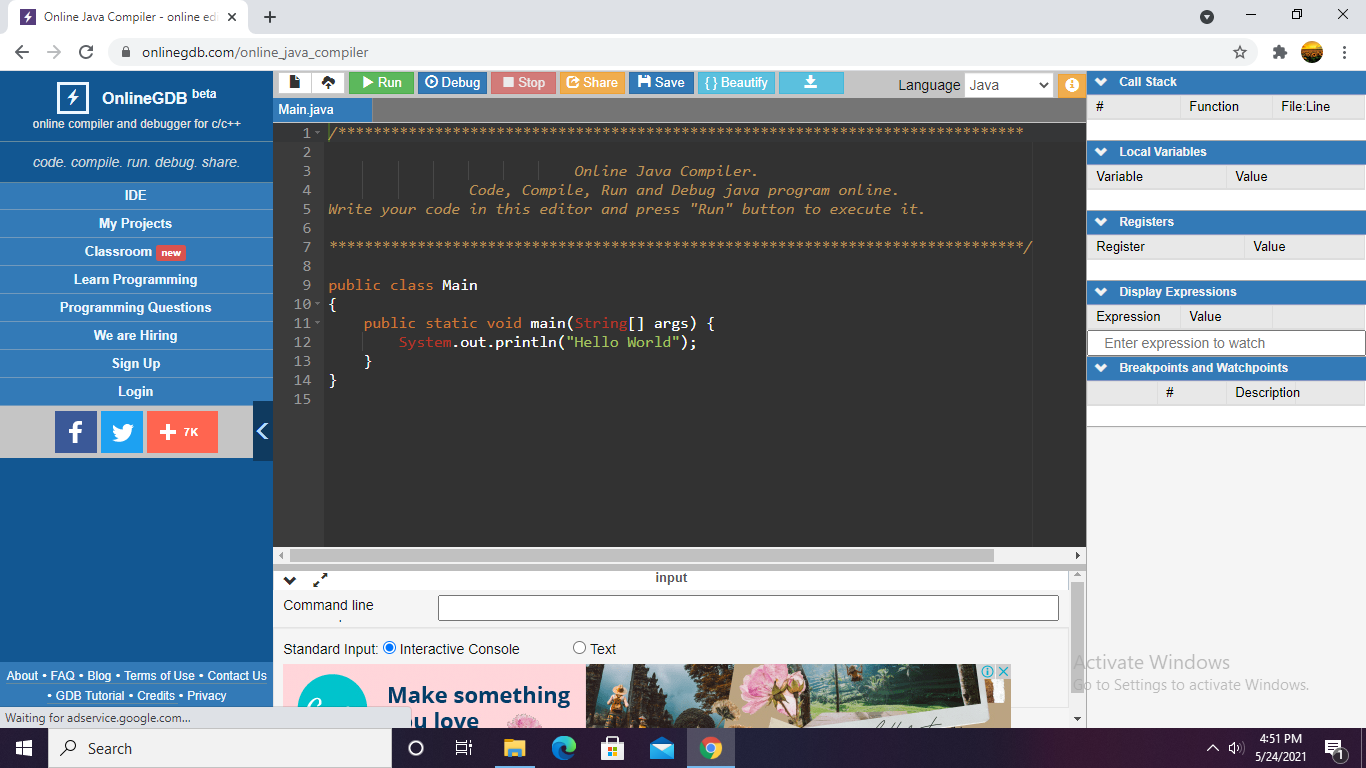 Online Java Compiler - online edi
onlinegdb.com/online_java_compiler
OnlineGDB beta
online compiler and debugger for c/c++
code. compile. run. debug. share.
IDE
My Projects
Classroom new
Learn Programming
Programming Questions
We are Hiring
Sign Up
Login
7K
About • FAQ • Blog • Terms of Use • Contact Us
• GDB Tutorial • Credits • Privacy
Waiting for adservice.google.com...
Run Debug Stop Share Save { } Beautify Language Java
Main.java
1 /******************************************************************************
2
3 Online Java Compiler.
4 Code, Compile, Run and Debug java program online.
5 Write your code in this editor and press "Run" button to execute it.
6
7 *******************************************************************************/
8
9 public class Main
10 {
11 public static void main(String[] args) {
12 System.out.println("Hello World");
13 }
14 }
15
input
Command line
Standard Input: Interactive Console Text
Make something
you love
Call Stack
# Function File:Line
Local Variables
Variable Value
Registers
Register Value
Display Expressions
Expression Value
Enter expression to watch
Breakpoints and Watchpoints
# Description
Activate Windows
Go to Settings to activate Windows.
Search
4:51 PM
5/24/2021
1